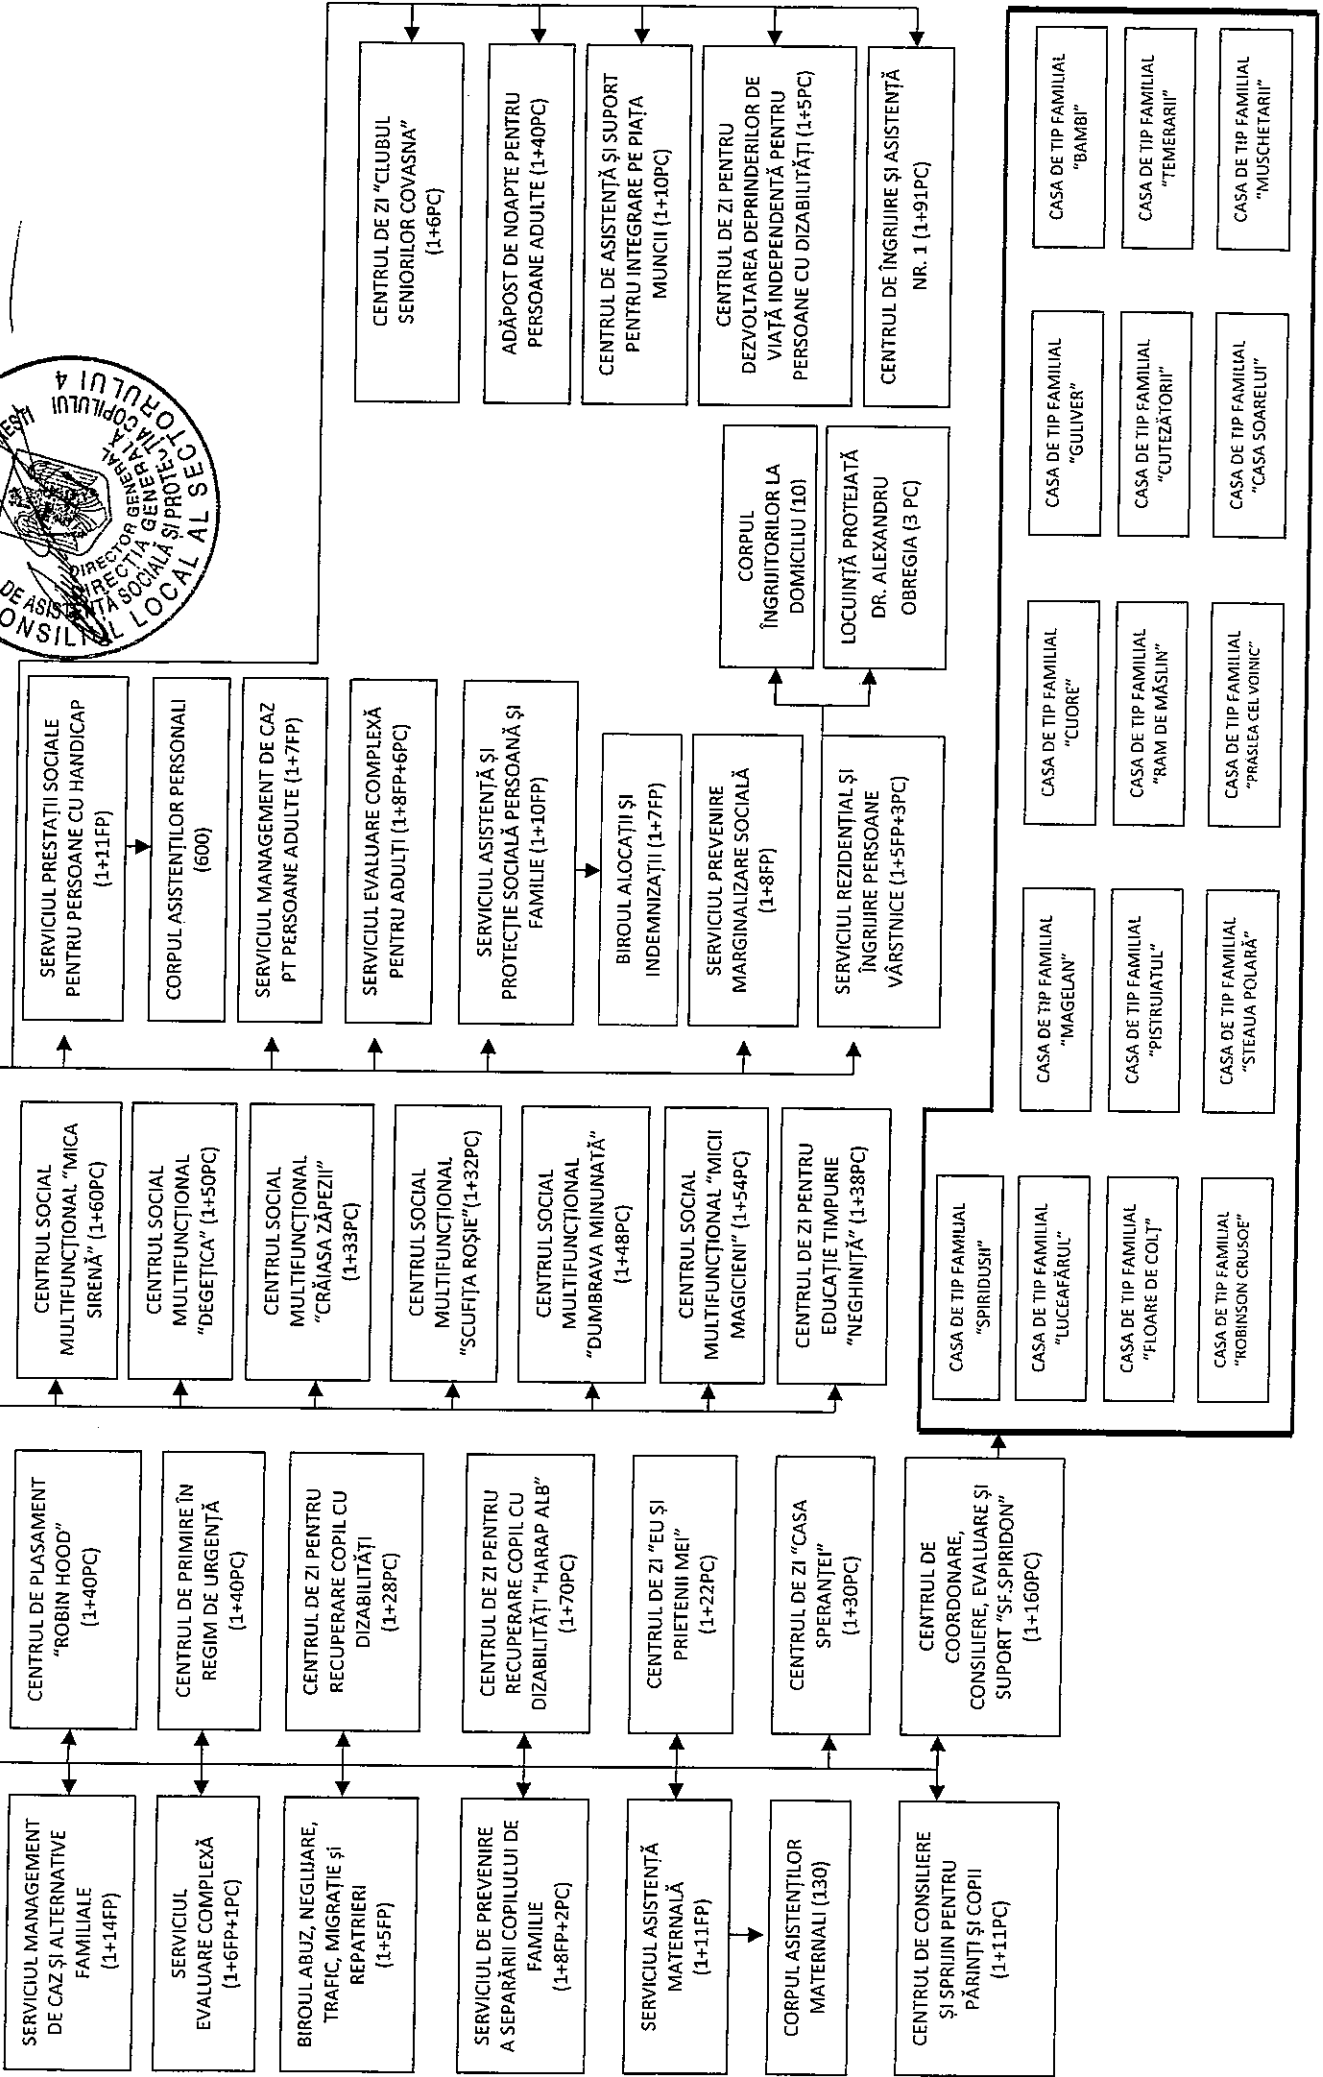 SERVICIUL MANAGEMENT
DE CAZ ȘI ALTERNATIVE
FAMILIALE
(1+14FP)
SERVICIUL
EVALUARE COMPLEXĂ
(1+6FP+1PC)
BIROUL ABUZ, NEGLIJARE,
TRAFIC, MIGRAȚIE și
REPATRIERI
(1+5FP)
SERVICIUL DE PREVENIRE
A SEPARĂRII COPILULUI DE
FAMILIE
(1+8FP+2PC)
SERVICIUL ASISTENȚĂ
MATERNALĂ
(1+11FP)
CORPUL ASISTENȚILOR
MATERNALI (130)
CENTRUL DE CONSILIERE
ȘI SPRIJIN PENTRU
PĂRINȚI ȘI COPII
(1+11PC)
CENTRUL DE PLASAMENT
"ROBIN HOOD"
(1+40PC)
CENTRUL DE PRIMIRE ÎN
REGIM DE URGENȚĂ
(1+40PC)
CENTRUL DE ZI PENTRU
RECUPERARE COPIL CU
DIZABILITĂȚI
(1+28PC)
CENTRUL DE ZI PENTRU
RECUPERARE COPIL CU
DIZABILITĂȚI "HARAP ALB"
(1+70PC)
CENTRUL DE ZI "EU ȘI
PRIETENII MEI"
(1+22PC)
CENTRUL DE ZI "CASA
SPERANȚEI"
(1+30PC)
CENTRUL DE
COORDONARE,
CONSILIERE, EVALUARE ȘI
SUPORT "SF.SPIRIDON"
(1+160PC)
CENTRUL SOCIAL
MULTIFUNCȚIONAL "MICA
SIRENĂ" (1+60PC)
CENTRUL SOCIAL
MULTIFUNCȚIONAL
"DEGEȚICA" (1+50PC)
CENTRUL SOCIAL
MULTIFUNCȚIONAL
"CRĂIASA ZĂPEZII"
(1+33PC)
CENTRUL SOCIAL
MULTIFUNCȚIONAL
"SCUFIȚA ROȘIE"(1+32PC)
CENTRUL SOCIAL
MULTIFUNCȚIONAL
"DUMBRAVA MINUNATĂ"
(1+48PC)
CENTRUL SOCIAL
MULTIFUNCȚIONAL "MICII
MAGICIENI" (1+54PC)
CENTRUL DE ZI PENTRU
EDUCAȚIE TIMPURIE
"NEGHINIȚĂ" (1+38PC)
SERVICIUL PRESTAȚII SOCIALE
PENTRU PERSOANE CU HANDICAP
(1+11FP)
CORPUL ASISTENȚILOR PERSONALI
(600)
SERVICIUL MANAGEMENT DE CAZ
PT PERSOANE ADULTE (1+7FP)
SERVICIUL EVALUARE COMPLEXĂ
PENTRU ADULȚI (1+8FP+6PC)
SERVICIUL ASISTENȚĂ ȘI
PROTECȚIE SOCIALĂ PERSOANĂ ȘI
FAMILIE (1+10FP)
BIROUL ALOCAȚII ȘI
INDEMNIZAȚII (1+7FP)
SERVICIUL PREVENIRE
MARGINALIZARE SOCIALĂ
(1+8FP)
SERVICIUL REZIDENȚIAL ȘI
ÎNGRIJIRE PERSOANE
VÂRSTNICE (1+5FP+3PC)
CORPUL
ÎNGRIJITORILOR LA
DOMICILIU (10)
LOCUINȚĂ PROTEJATĂ
DR. ALEXANDRU
OBREGIA (3 PC)
CENTRUL DE ZI "CLUBUL
SENIORILOR COVASNA"
(1+6PC)
ADĂPOST DE NOAPTE PENTRU
PERSOANE ADULTE (1+40PC)
CENTRUL DE ASISTENȚĂ ȘI SUPORT
PENTRU INTEGRARE PE PIAȚA
MUNCII (1+10PC)
CENTRUL DE ZI PENTRU
DEZVOLTAREA DEPRINDERILOR DE
VIAȚĂ INDEPENDENTĂ PENTRU
PERSOANE CU DIZABILITĂȚI (1+5PC)
CENTRUL DE ÎNGRIJIRE ȘI ASISTENȚĂ
NR. 1 (1+91PC)
CASA DE TIP FAMILIAL
"SPIRIDUSII"
CASA DE TIP FAMILIAL
"LUCEAFĂRUL"
CASA DE TIP FAMILIAL
"FLOARE DE COLȚ"
CASA DE TIP FAMILIAL
"ROBINSON CRUSOE"
CASA DE TIP FAMILIAL
"MAGELAN"
CASA DE TIP FAMILIAL
"PISTRUIATUL"
CASA DE TIP FAMILIAL
"STEAUA POLARĂ"
CASA DE TIP FAMILIAL
"CUORE"
CASA DE TIP FAMILIAL
"RAM DE MĂSLIN"
CASA DE TIP FAMILIAL
"PRASLEA CEL VOINIC"
CASA DE TIP FAMILIAL
"GULIVER"
CASA DE TIP FAMILIAL
"CUTEZĂTORII"
CASA DE TIP FAMILIAL
"CASA SOARELUI"
CASA DE TIP FAMILIAL
"BAMBI"
CASA DE TIP FAMILIAL
"TEMERARII"
CASA DE TIP FAMILIAL
"MUSCHETARII"
LOCAL AL SECTORULUI 4
DE ASISTENȚĂ SOCIALĂ ȘI PROTECȚIA COPILULUI
DIRECȚIA GENERALĂ
DIRECTOR GENERAL